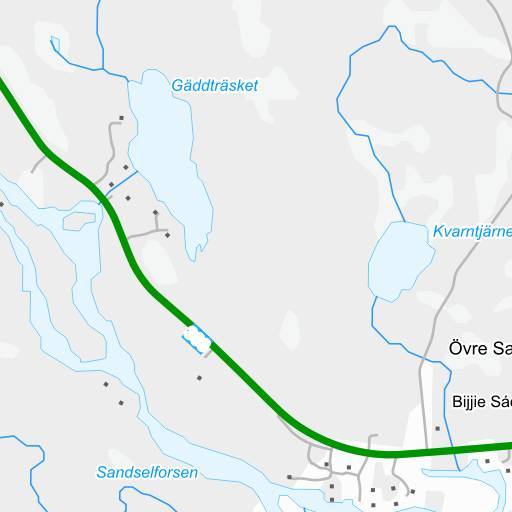 Gäddträsket
Kvarntjärne
Övre Sa
Bijjie Sá
Sandselforsen